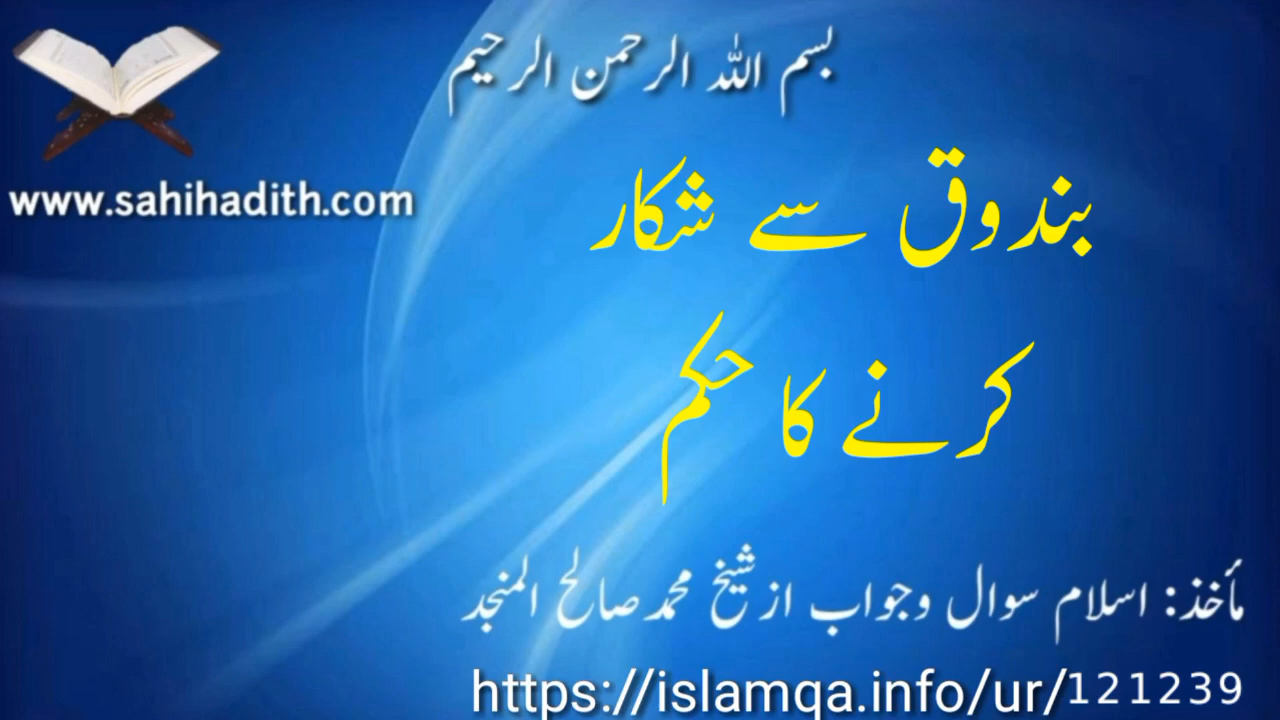 بسم اللہ الرحمن الرحیم
www.sahihadith.com
بندوق سے شکار
کرنے کا حکم
مأخذ: اسلام سوال وجواب از شیخ محمد صالح المنجد
https://islamqa.info/ur/121239